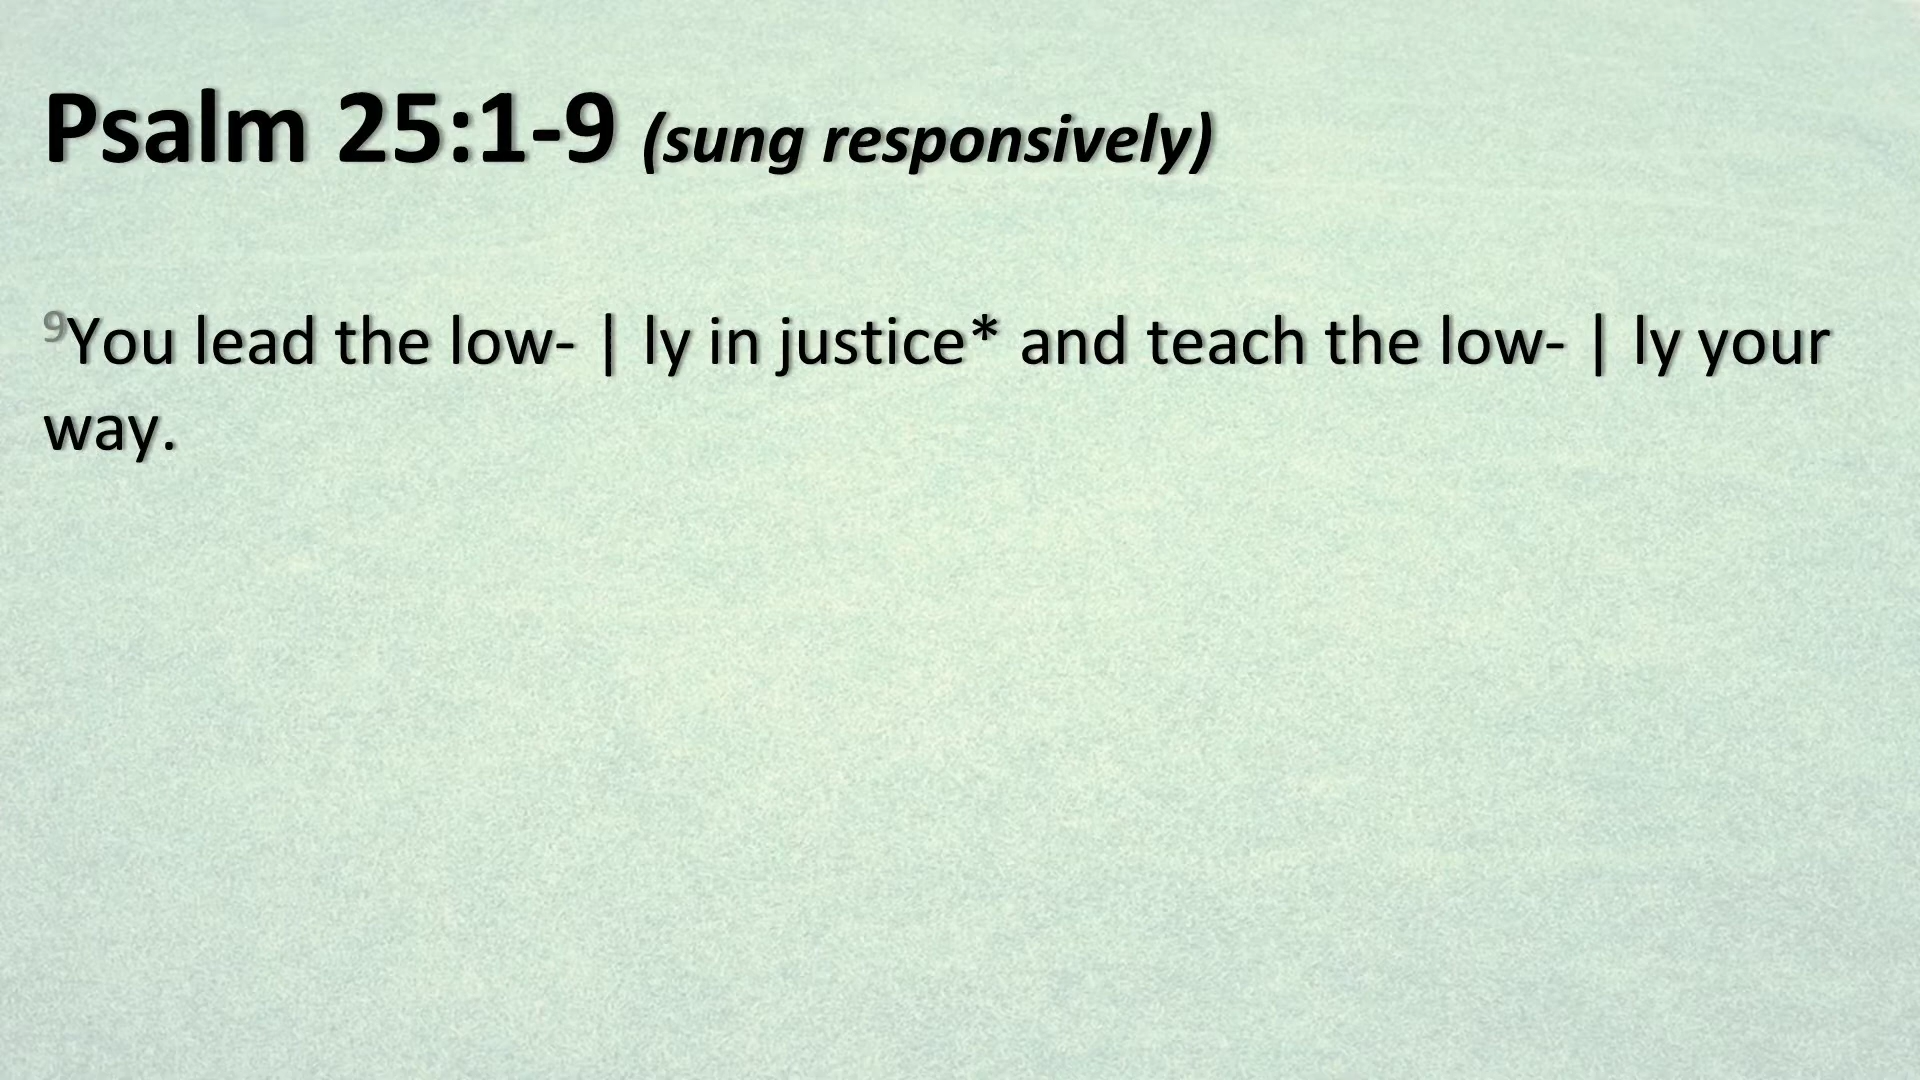 Psalm 25:1-9 (sung responsively)
⁹You lead the low- | ly in justice* and teach the low- | ly your
way.